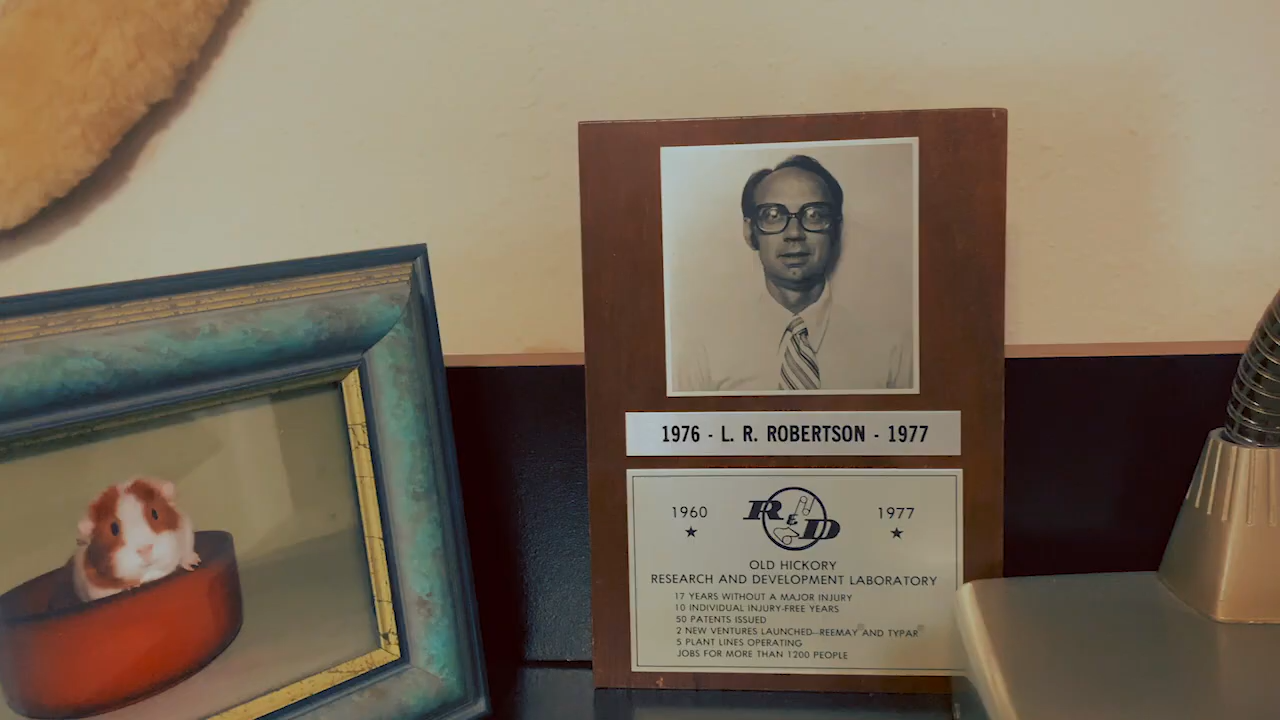 1976 - L. R. ROBERTSON - 1977
1960 R & D 1977
OLD HICKORY
RESEARCH AND DEVELOPMENT LABORATORY
17 YEARS WITHOUT A MAJOR INJURY
10 INDIVIDUAL INJURY-FREE YEARS
50 PATENTS ISSUED
2 NEW VENTURES LAUNCHED—REEMAY® AND TYPAR®
5 PLANT LINES OPERATING
JOBS FOR MORE THAN 1200 PEOPLE